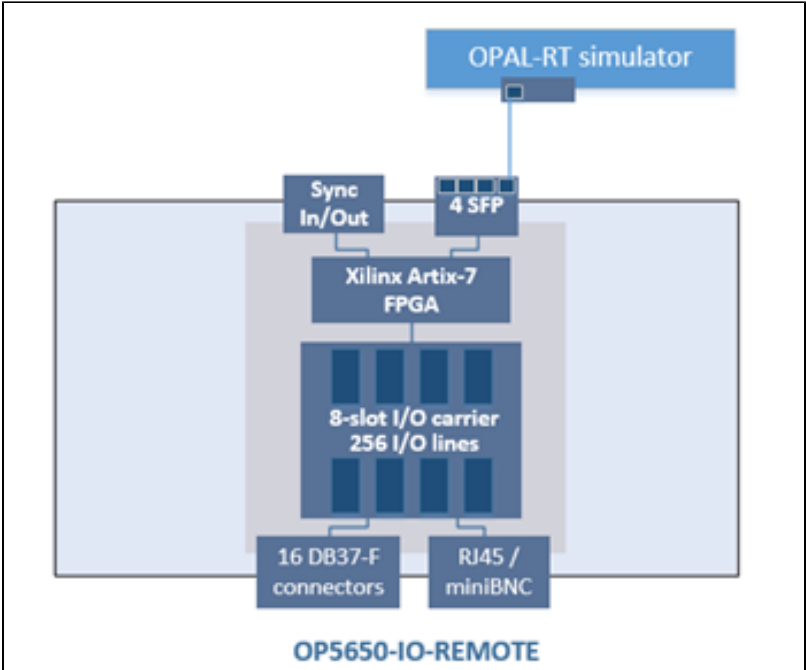 OPAL-RT simulator
Sync
In/Out
4 SFP
Xilinx Artix-7
FPGA
8-slot I/O carrier
256 I/O lines
16 DB37-F
connectors
RJ45 /
miniBNC
OP5650-IO-REMOTE